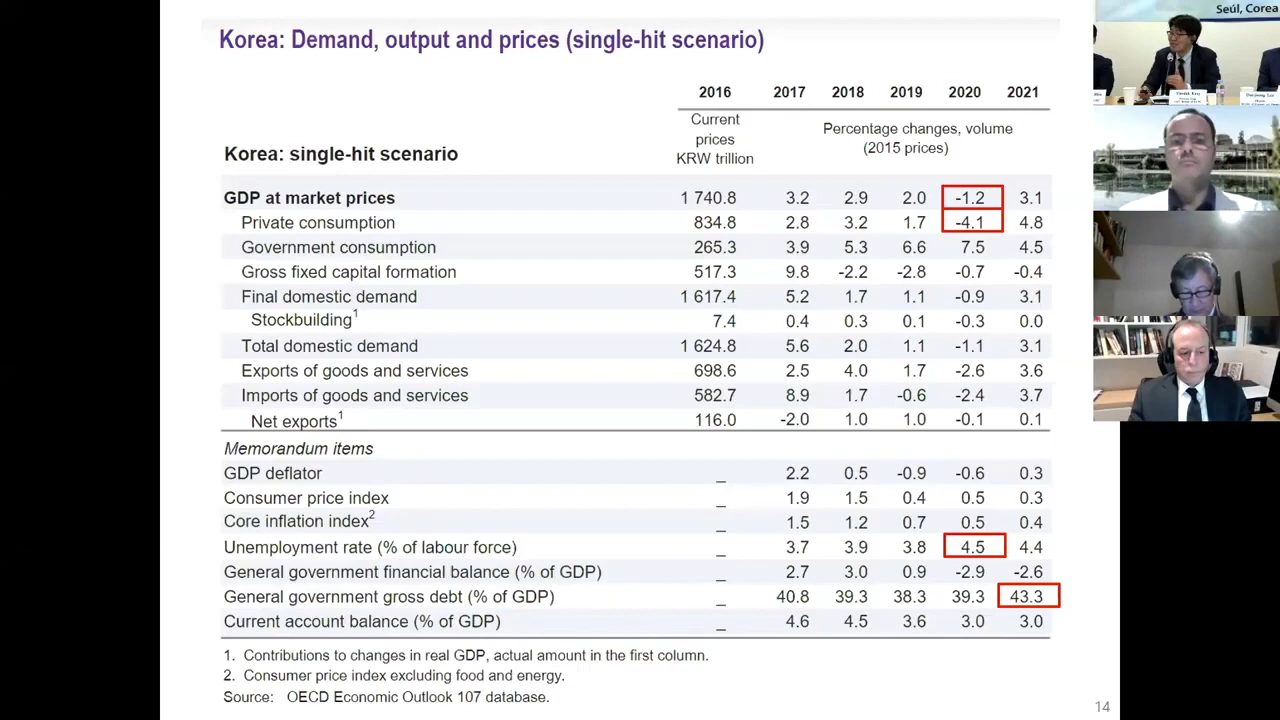 Korea: Demand, output and prices (single-hit scenario)
Seúl, Corea
2016 2017 2018 2019 2020 2021
Current prices KRW trillion
Percentage changes, volume (2015 prices)
Korea: single-hit scenario
GDP at market prices 1 740.8 3.2 2.9 2.0 -1.2 3.1
Private consumption 834.8 2.8 3.2 1.7 -4.1 4.8
Government consumption 265.3 3.9 5.3 6.6 7.5 4.5
Gross fixed capital formation 517.3 9.8 -2.2 -2.8 -0.7 -0.4
Final domestic demand 1 617.4 5.2 1.7 1.1 -0.9 3.1
Stockbuilding1 7.4 0.4 0.3 0.1 -0.3 0.0
Total domestic demand 1 624.8 5.6 2.0 1.1 -1.1 3.1
Exports of goods and services 698.6 2.5 4.0 1.7 -2.6 3.6
Imports of goods and services 582.7 8.9 1.7 -0.6 -2.4 3.7
Net exports1 116.0 -2.0 1.0 1.0 -0.1 0.1
Memorandum items
GDP deflator _ 2.2 0.5 -0.9 -0.6 0.3
Consumer price index _ 1.9 1.5 0.4 0.5 0.3
Core inflation index2 _ 1.5 1.2 0.7 0.5 0.4
Unemployment rate (% of labour force) _ 3.7 3.9 3.8 4.5 4.4
General government financial balance (% of GDP) _ 2.7 3.0 0.9 -2.9 -2.6
General government gross debt (% of GDP) _ 40.8 39.3 38.3 39.3 43.3
Current account balance (% of GDP) _ 4.6 4.5 3.6 3.0 3.0
1. Contributions to changes in real GDP, actual amount in the first column.
2. Consumer price index excluding food and energy.
Source: OECD Economic Outlook 107 database.
14